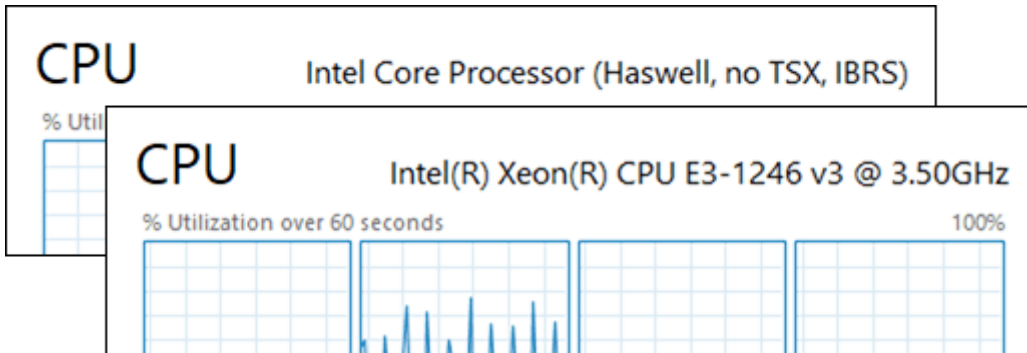 CPU
Intel Core Processor (Haswell, no TSX, IBRS)
% Util
CPU
Intel(R) Xeon(R) CPU E3-1246 v3 @ 3.50GHz
% Utilization over 60 seconds
100%